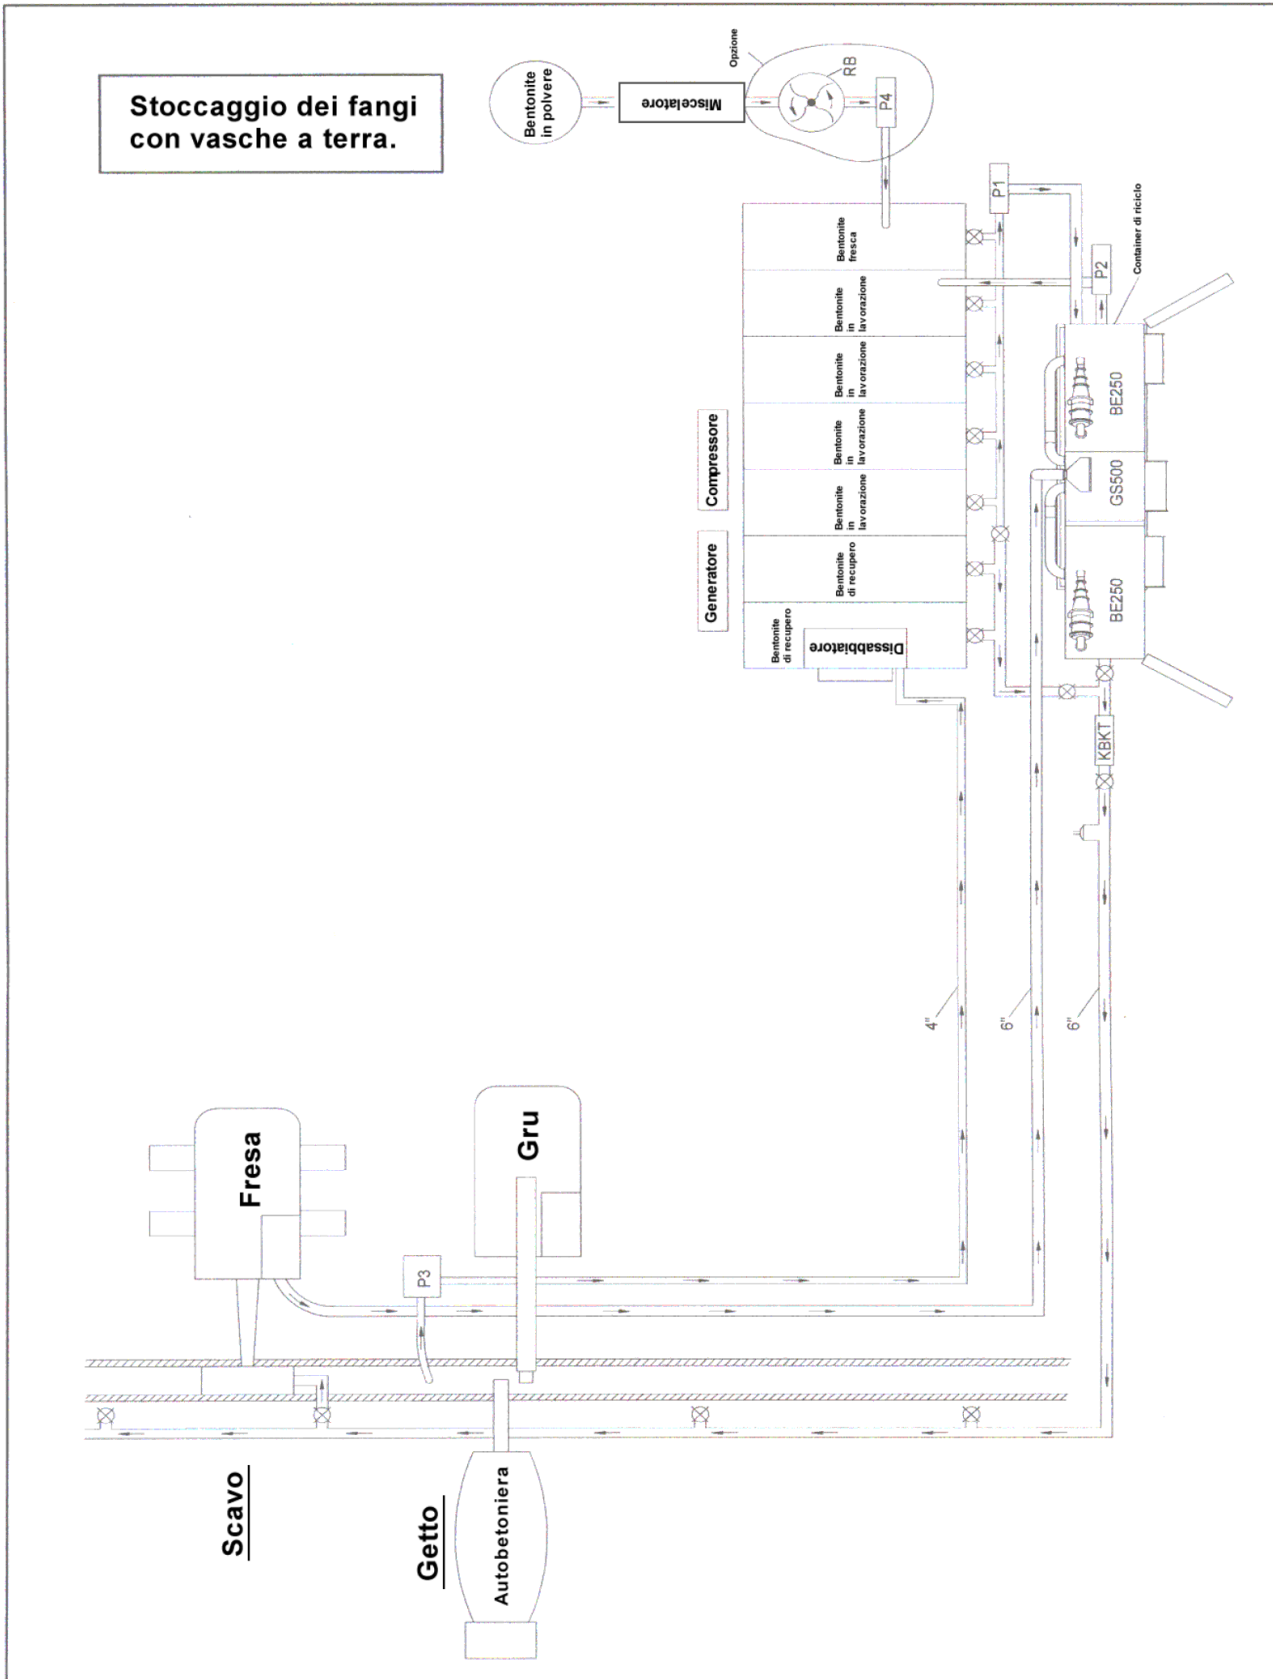 Stoccaggio dei fangi
con vasche a terra.
Bentonite
in polvere
Miscelatore
Opzione
RB
P4
P1
P2
Container di riciclo
Bentonite
fresca
Bentonite
in
lavorazione
Bentonite
in
lavorazione
Bentonite
in
lavorazione
Bentonite
in
lavorazione
Bentonite
di recupero
Bentonite
di recupero
Dissabbiatore
Compressore
Generatore
BE250
GS500
BE250
KBKT
4"
6"
6"
Fresa
Gru
P3
Scavo
Getto
Autobetoniera